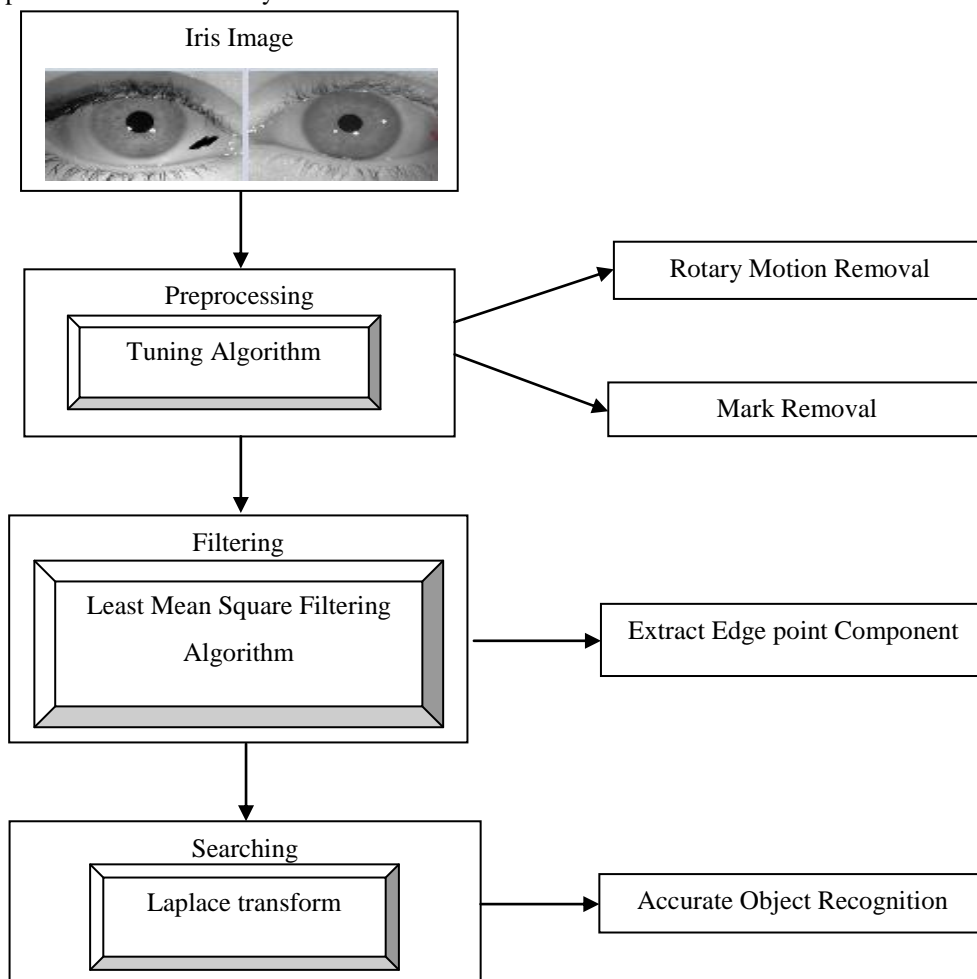 Iris Image
Preprocessing
Tuning Algorithm
Rotary Motion Removal
Mark Removal
Filtering
Least Mean Square Filtering
Algorithm
Extract Edge point Component
Searching
Laplace transform
Accurate Object Recognition